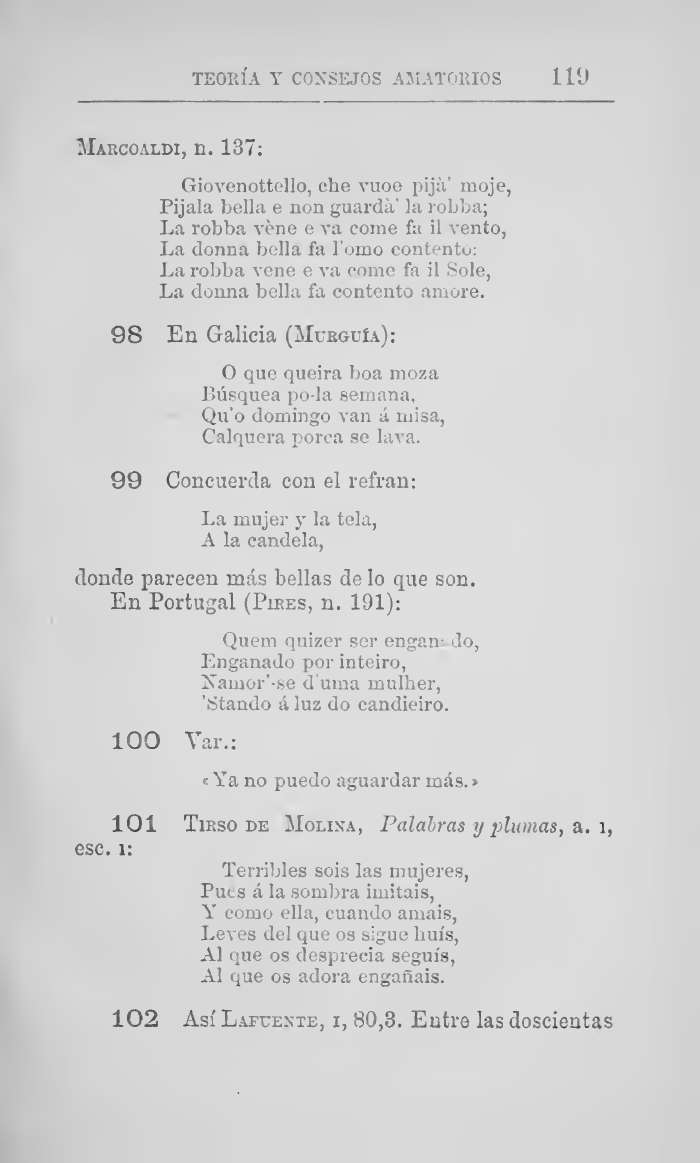 TEORÍA Y CONSEJOS AMATORIOS 119
MARCOALDI, n. 137:
Giovenottello, che vuoe pijà' moje,
Pijala bella e non guardà' la robba;
La robba vène e va come fa il vento,
La donna bella fa l'omo contento:
La robba vene e va come fa il Sole,
La donna bella fa contento amore.
98 En Galicia (MURGUÍA):
O que queira boa moza
Búsquea po-la semana,
Qu'o domingo van á misa,
Calquera porca se lava.
99 Concuerda con el refran:
La mujer y la tela,
A la candela,
donde parecen más bellas de lo que son.
En Portugal (PIRES, n. 191):
Quem quizer ser enganado,
Enganado por inteiro,
Namor'-se d'uma mulher,
'Stando á luz do candieiro.
100 Var.:
«Ya no puedo aguardar más.»
101 TIRSO DE MOLINA, Palabras y plumas, a. I,
esc. I:
Terribles sois las mujeres,
Pues á la sombra imitais,
Y como ella, cuando amais,
Leves del que os sigue huís,
Al que os desprecia seguís,
Al que os adora engañais.
102 Así LAFUENTE, I, 80,3. Entre las doscientas